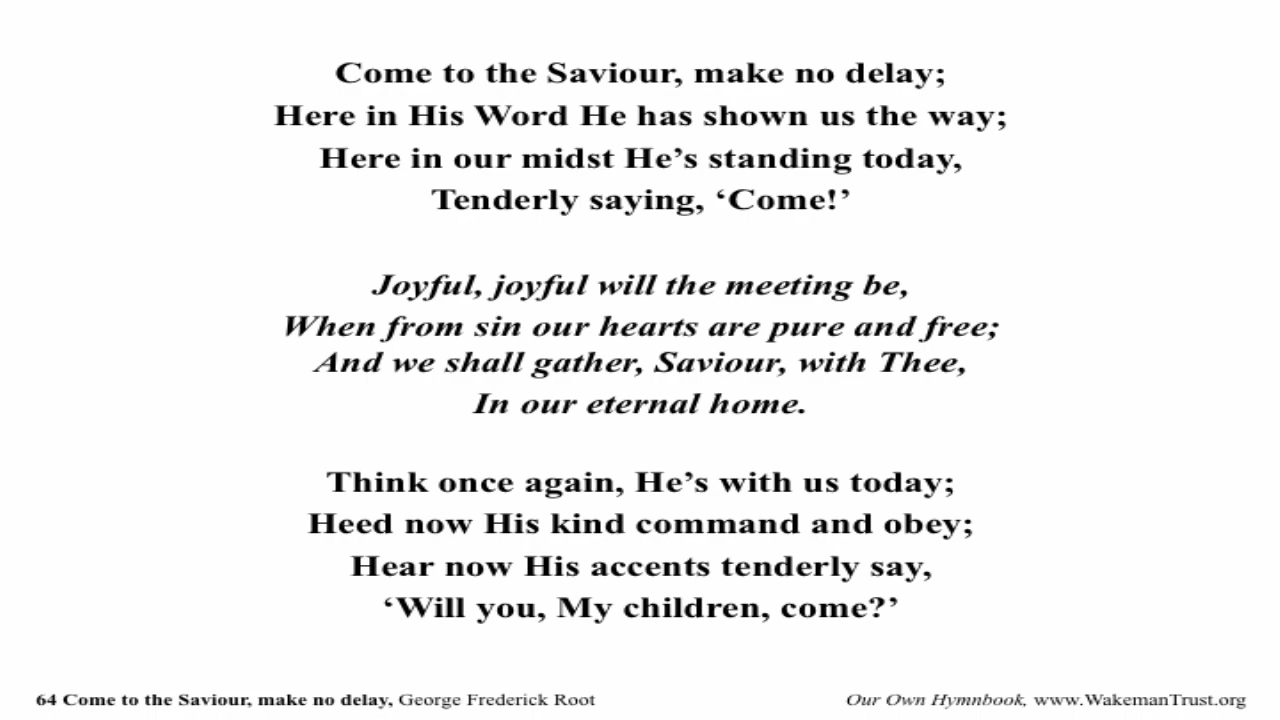 Come to the Saviour, make no delay;
Here in His Word He has shown us the way;
Here in our midst He’s standing today,
Tenderly saying, ‘Come!’
Joyful, joyful will the meeting be,
When from sin our hearts are pure and free;
And we shall gather, Saviour, with Thee,
In our eternal home.
Think once again, He’s with us today;
Heed now His kind command and obey;
Hear now His accents tenderly say,
‘Will you, My children, come?’
64 Come to the Saviour, make no delay, George Frederick Root
Our Own Hymnbook, www.WakemanTrust.org